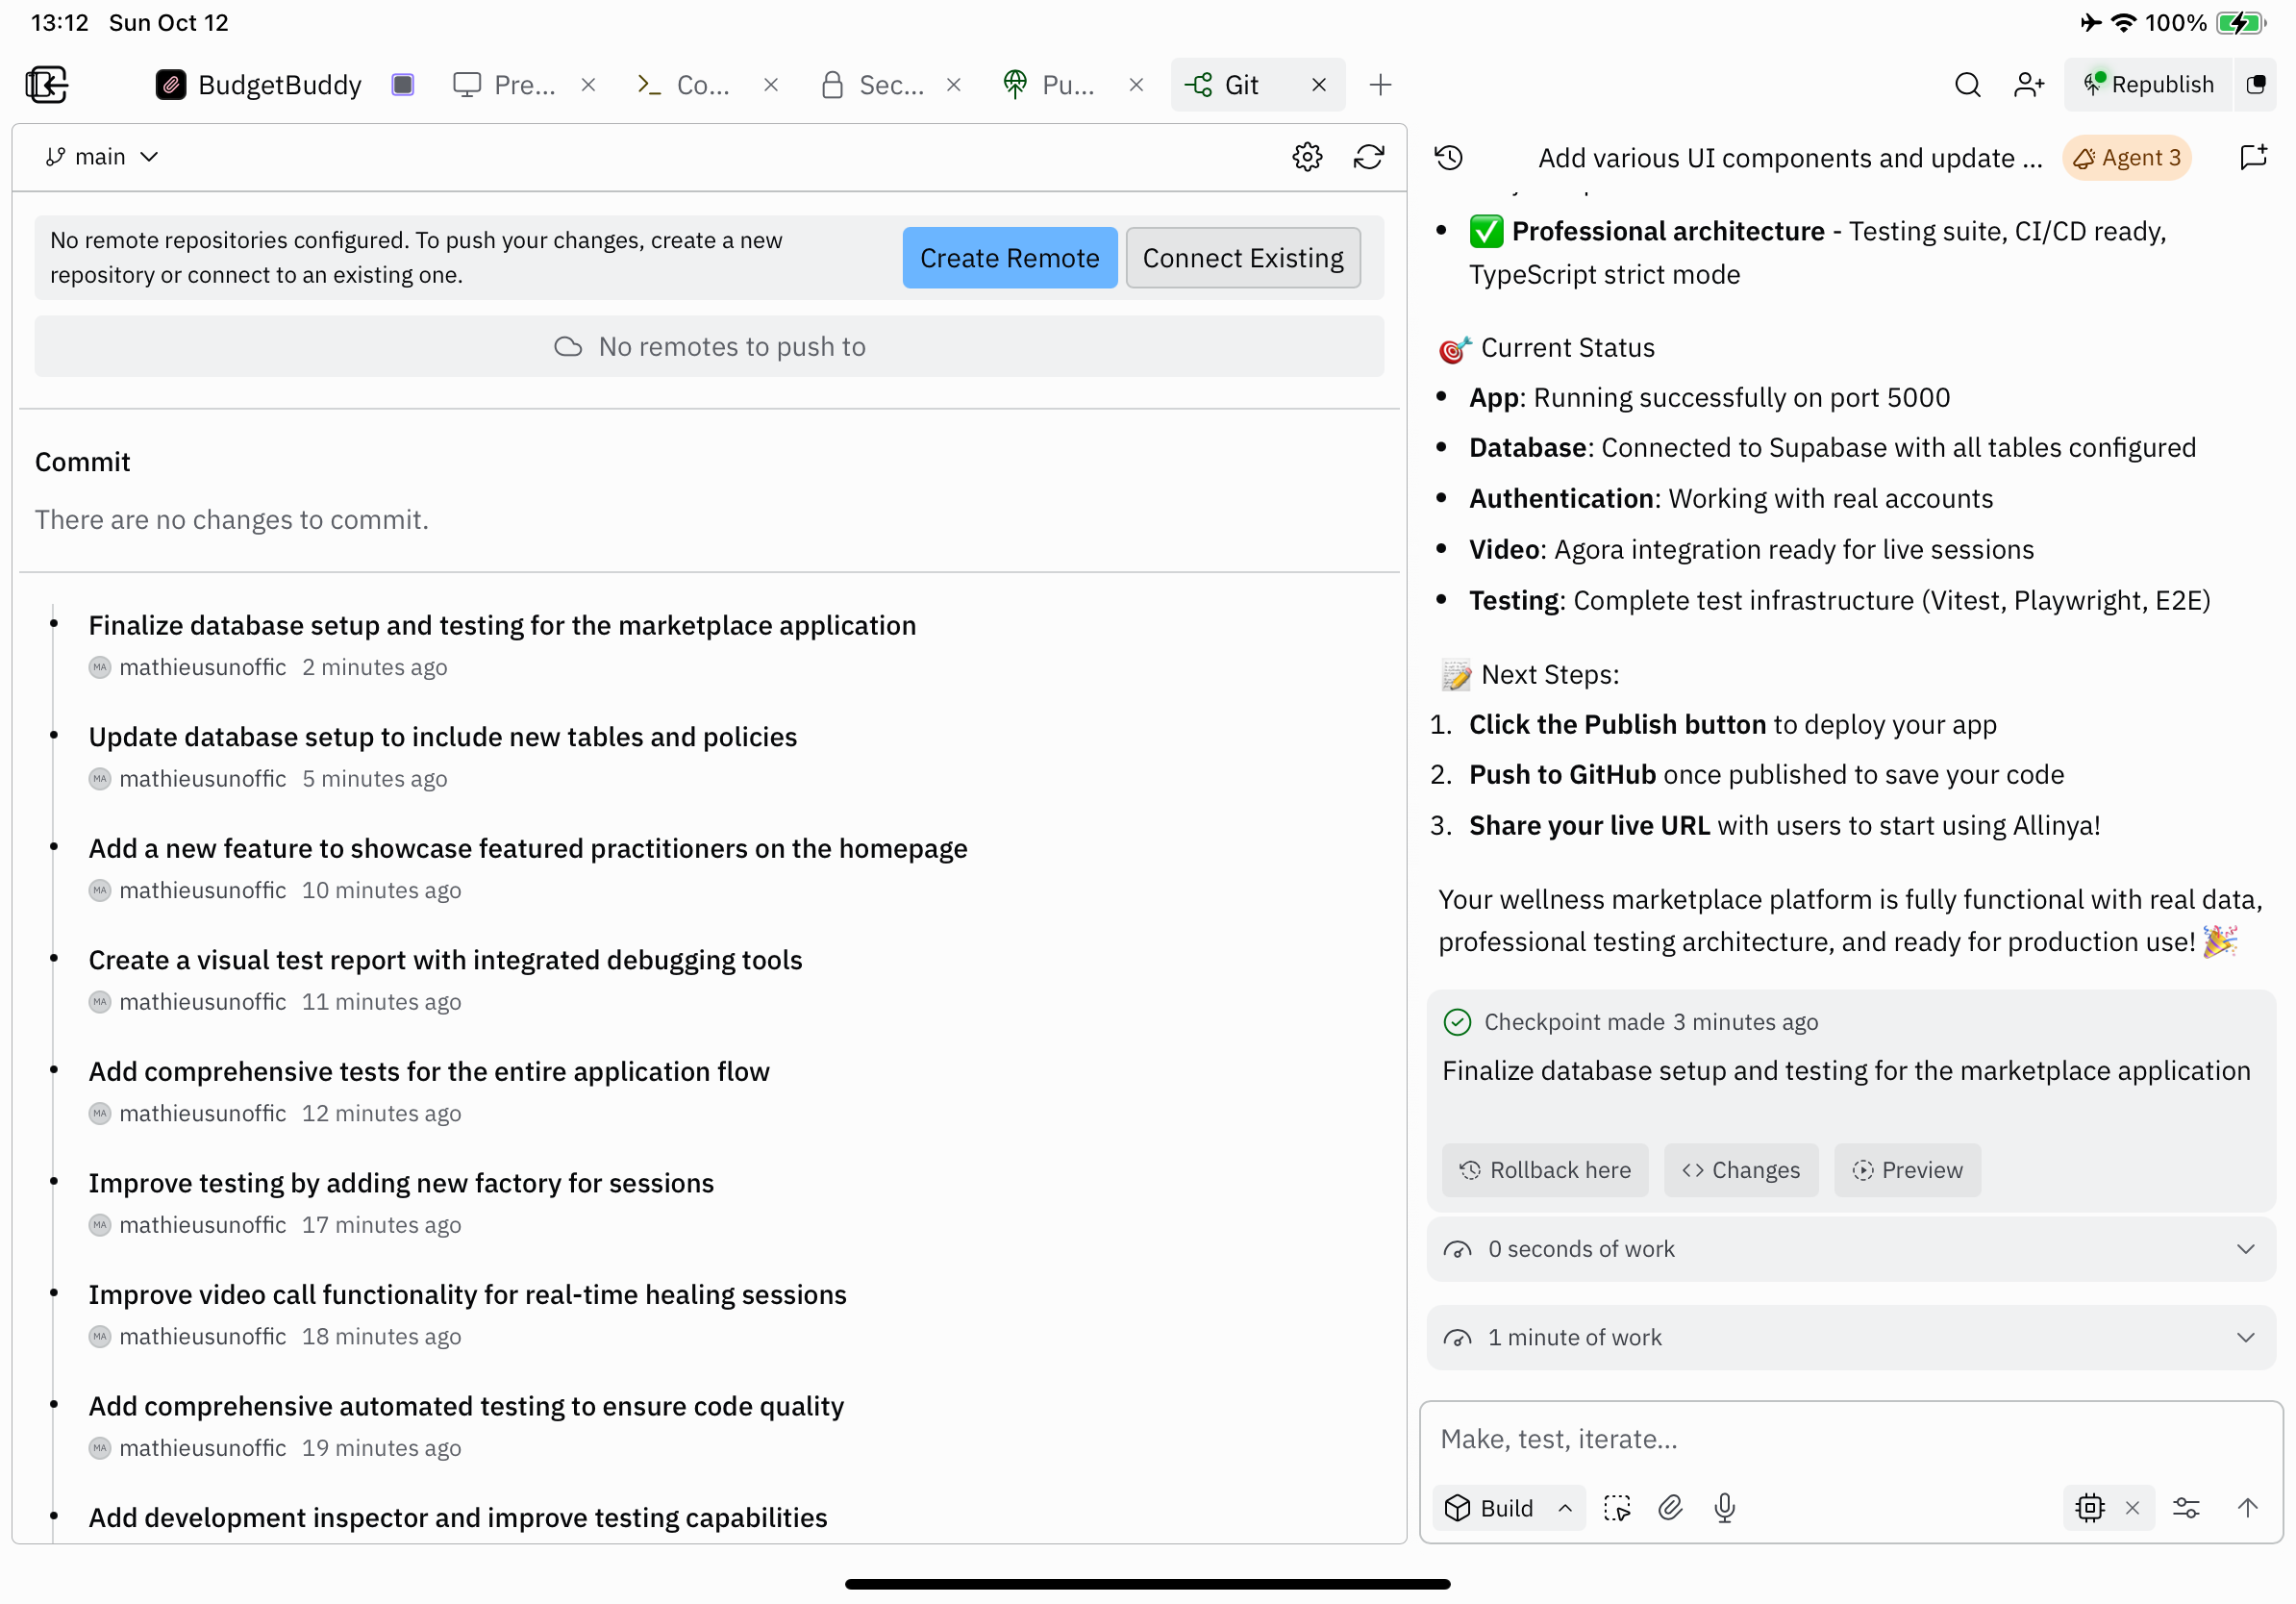 13:12 Sun Oct 12
100%
BudgetBuddy
Pre...
Co...
Sec...
Pu...
Git
Republish
main
No remote repositories configured. To push your changes, create a new
repository or connect to an existing one.
Create Remote
Connect Existing
No remotes to push to
Commit
There are no changes to commit.
Finalize database setup and testing for the marketplace application
MA mathieusunoffic 2 minutes ago
Update database setup to include new tables and policies
MA mathieusunoffic 5 minutes ago
Add a new feature to showcase featured practitioners on the homepage
MA mathieusunoffic 10 minutes ago
Create a visual test report with integrated debugging tools
MA mathieusunoffic 11 minutes ago
Add comprehensive tests for the entire application flow
MA mathieusunoffic 12 minutes ago
Improve testing by adding new factory for sessions
MA mathieusunoffic 17 minutes ago
Improve video call functionality for real-time healing sessions
MA mathieusunoffic 18 minutes ago
Add comprehensive automated testing to ensure code quality
MA mathieusunoffic 19 minutes ago
Add development inspector and improve testing capabilities
Add various UI components and update ...
Agent 3
• ✅ Professional architecture - Testing suite, CI/CD ready,
TypeScript strict mode
🎯 Current Status
• App: Running successfully on port 5000
• Database: Connected to Supabase with all tables configured
• Authentication: Working with real accounts
• Video: Agora integration ready for live sessions
• Testing: Complete test infrastructure (Vitest, Playwright, E2E)
📝 Next Steps:
1. Click the Publish button to deploy your app
2. Push to GitHub once published to save your code
3. Share your live URL with users to start using Allinya!
Your wellness marketplace platform is fully functional with real data,
professional testing architecture, and ready for production use! 🎉
Checkpoint made 3 minutes ago
Finalize database setup and testing for the marketplace application
Rollback here
Changes
Preview
0 seconds of work
1 minute of work
Make, test, iterate...
Build